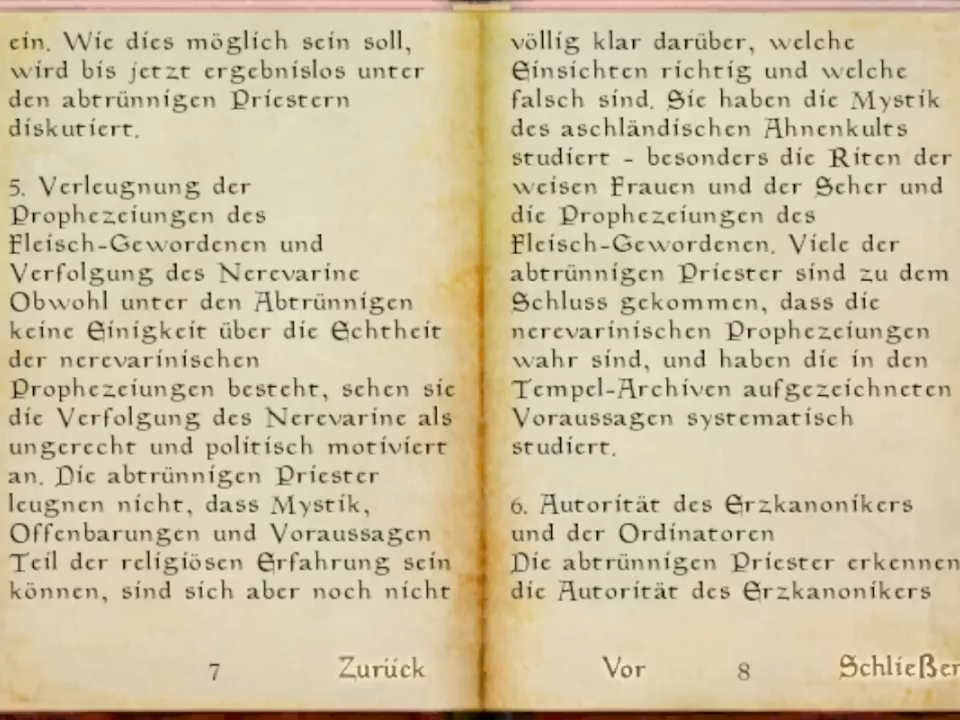 ein. Wie dies möglich sein soll,
wird bis jetzt ergebnislos unter
den abtrünnigen Priestern
diskutiert.
5. Verleugnung der
Prophezeiungen des
Fleisch-Gewordenen und
Verfolgung des Nerevarine
Obwohl unter den Abtrünnigen
keine Einigkeit über die Echtheit
der nerevarinischen
Prophezeiungen besteht, sehen sie
die Verfolgung des Nerevarine als
ungerecht und politisch motiviert
an. Die abtrünnigen Priester
leugnen nicht, dass Mystik,
Offenbarungen und Voraussagen
Teil der religiösen Erfahrung sein
können, sind sich aber noch nicht
7 Zurück
völlig klar darüber, welche
Einsichten richtig und welche
falsch sind. Sie haben die Mystik
des aschländischen Ahnenkults
studiert - besonders die Riten der
weisen Frauen und der Seher und
die Prophezeiungen des
Fleisch-Gewordenen. Viele der
abtrünnigen Priester sind zu dem
Schluss gekommen, dass die
nerevarinischen Prophezeiungen
wahr sind, und haben die in den
Tempel-Archiven aufgezeichneten
Voraussagen systematisch
studiert.
6. Autorität des Erzkanonikers
und der Ordinatoren
Die abtrünnigen Priester erkennen
die Autorität des Erzkanonikers
Vor 8 Schließen